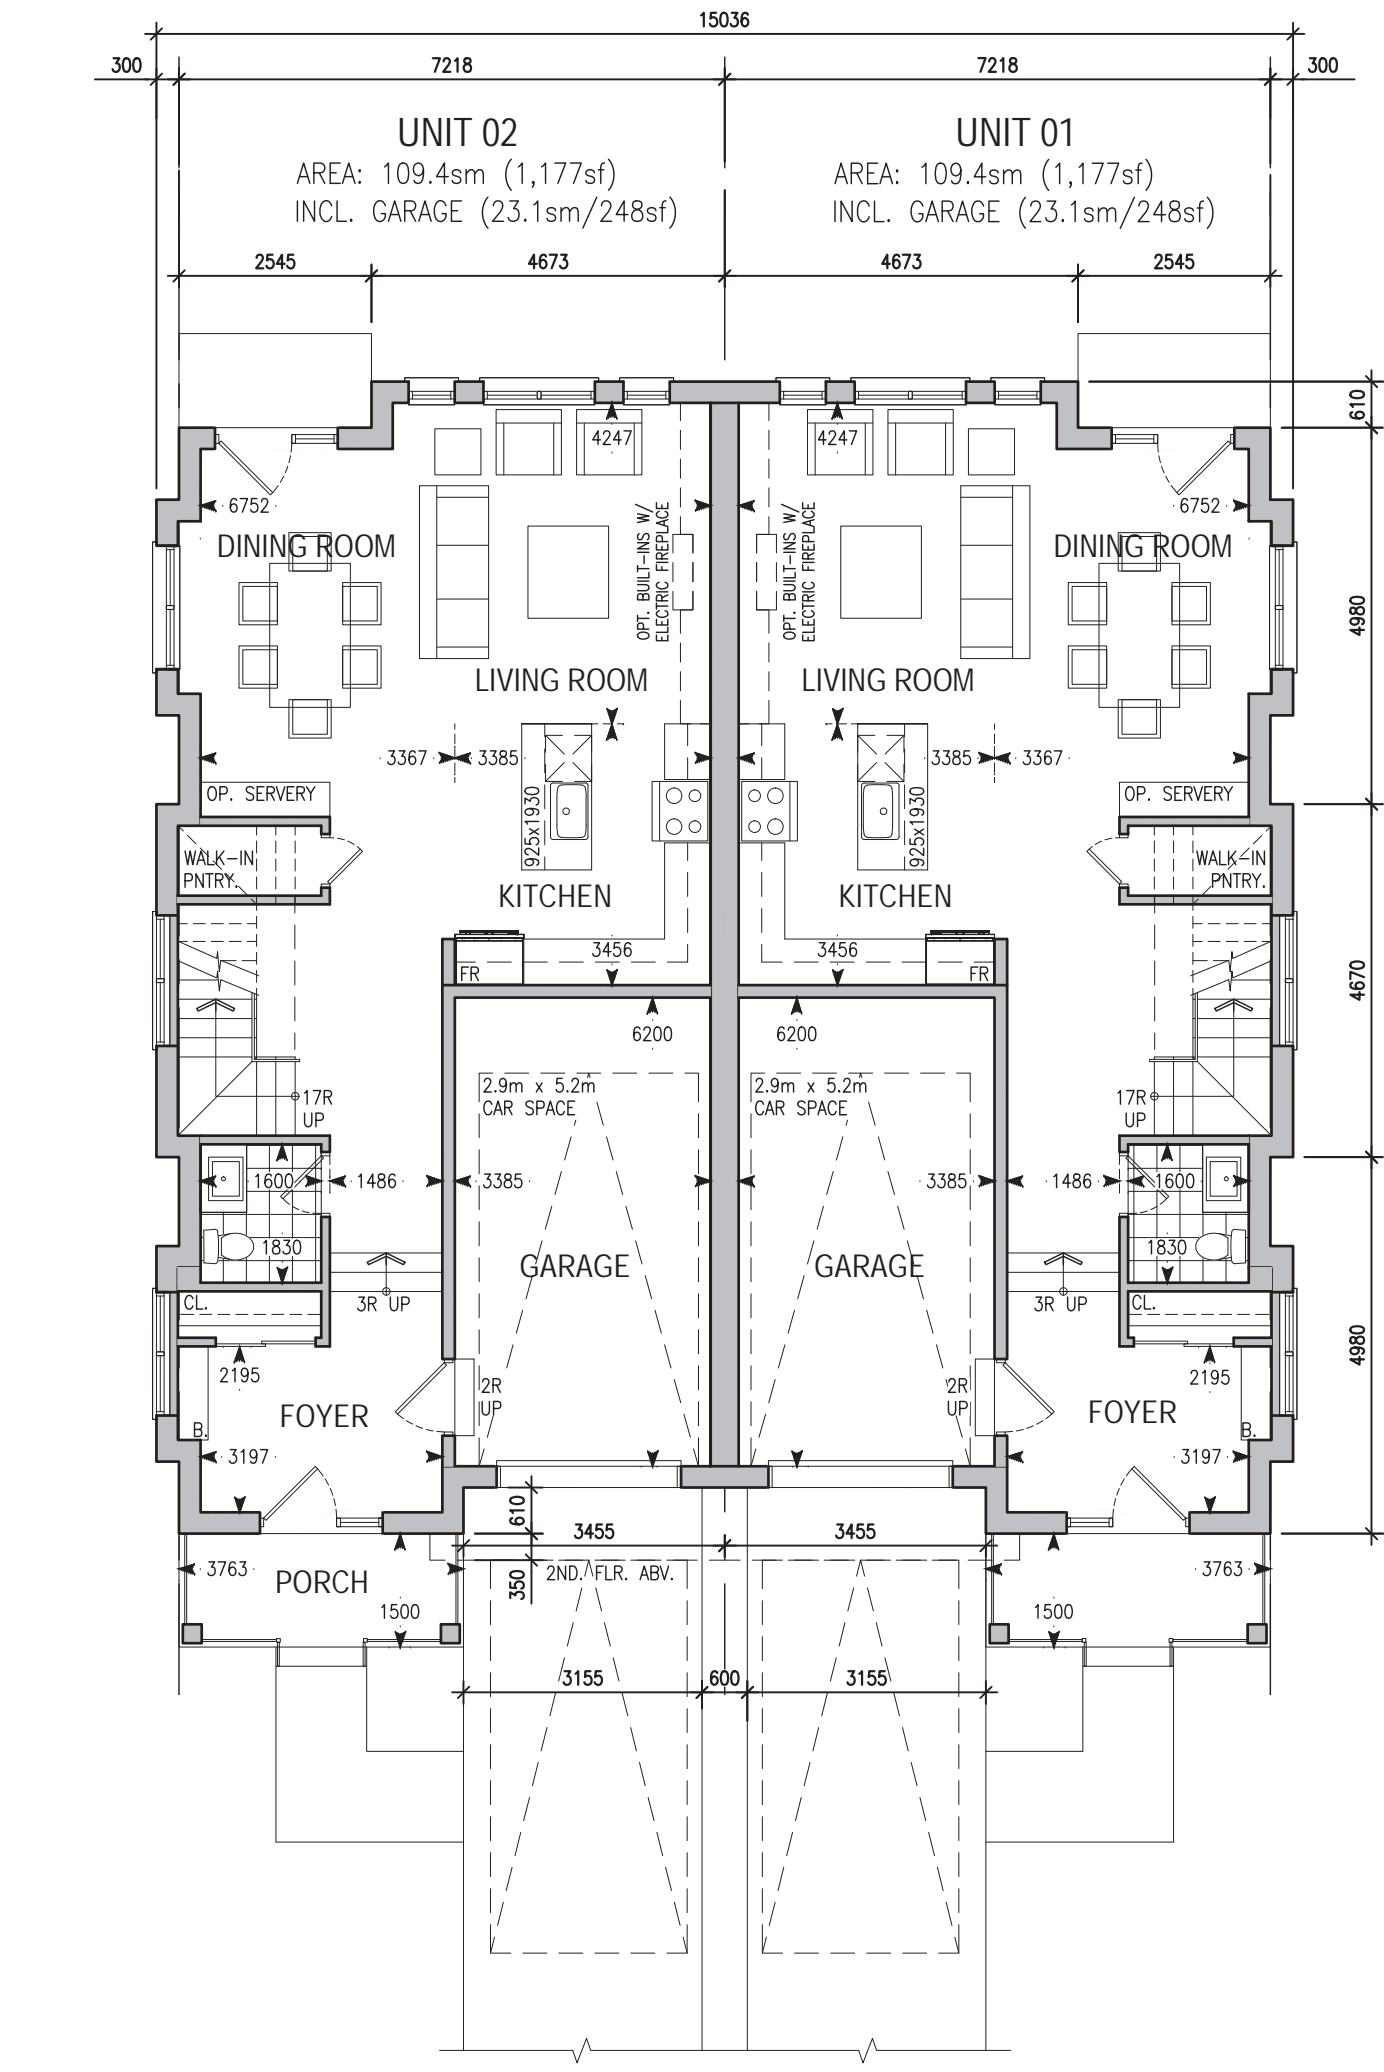 15036
300 7218 7218 300
UNIT 02 UNIT 01
AREA: 109.4sm (1,177sf) AREA: 109.4sm (1,177sf)
INCL. GARAGE (23.1sm/248sf) INCL. GARAGE (23.1sm/248sf)
2545 4673 4673 2545
610
4247 4247
6752 6752
OPT. BUILT-INS W/
ELECTRIC FIREPLACE
OPT. BUILT-INS W/
ELECTRIC FIREPLACE
DINING ROOM DINING ROOM
4980
LIVING ROOM LIVING ROOM
3367 3385 3385 3367
OP. SERVERY OP. SERVERY
925x1930 925x1930
WALK-IN
PNTRY.
WALK-IN
PNTRY.
KITCHEN KITCHEN
3456 3456
FR FR
4670
6200 6200
2.9m x 5.2m
CAR SPACE
2.9m x 5.2m
CAR SPACE
17R
UP
17R
UP
1600 1486 3385 3385 1486 1600
1830 1830
GARAGE GARAGE
CL. 3R UP 3R UP CL.
4980
2195 2195
2R
UP
2R
UP
FOYER FOYER
B. B.
3197 3197
610
3455 3455
3763 PORCH 350 2ND. FLR. ABV. 3763
1500 1500
3155 600 3155